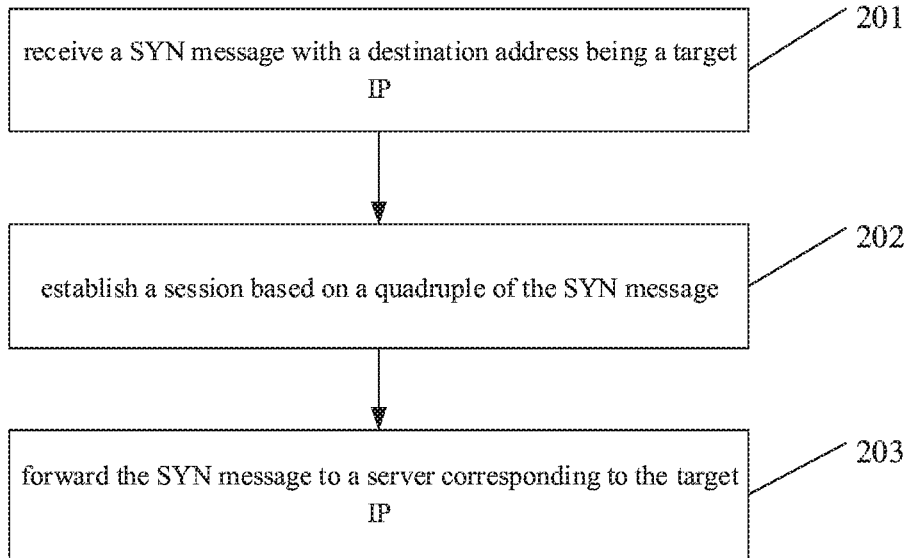 201
receive a SYN message with a destination address being a target
IP
202
establish a session based on a quadruple of the SYN message
203
forward the SYN message to a server corresponding to the target
IP